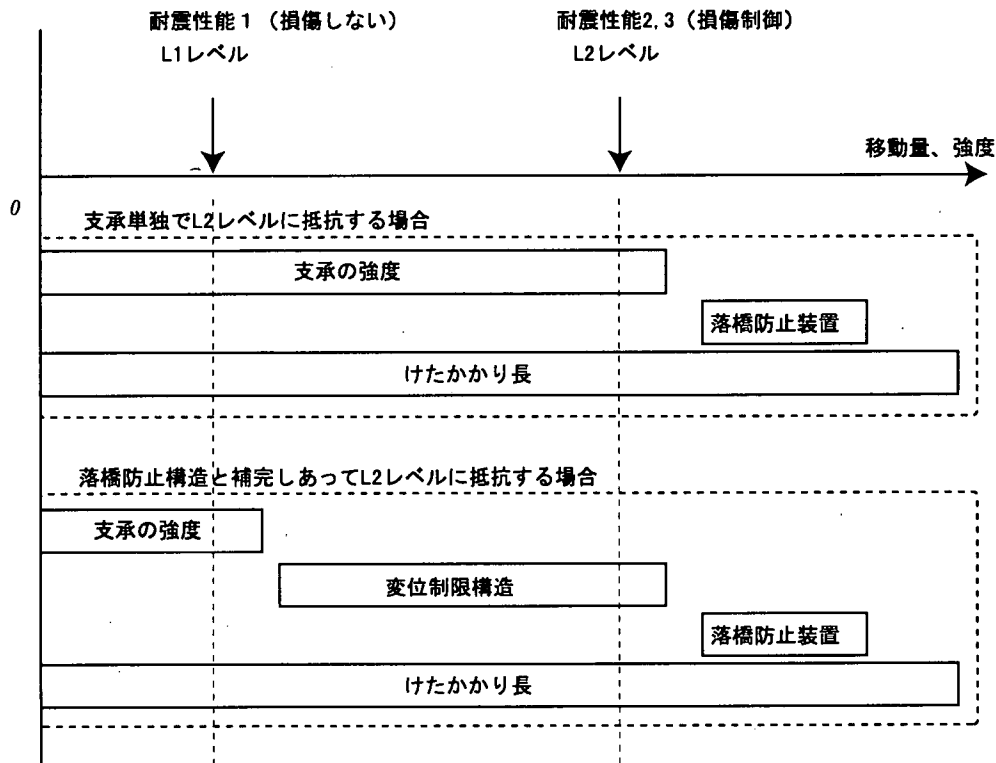 耐震性能１（損傷しない）
L1レベル
耐震性能2,3（損傷制御）
L2レベル
移動量、強度
0
支承単独でL2レベルに抵抗する場合
支承の強度
落橋防止装置
けたかかり長
落橋防止構造と補完しあってL2レベルに抵抗する場合
支承の強度
変位制限構造
落橋防止装置
けたかかり長